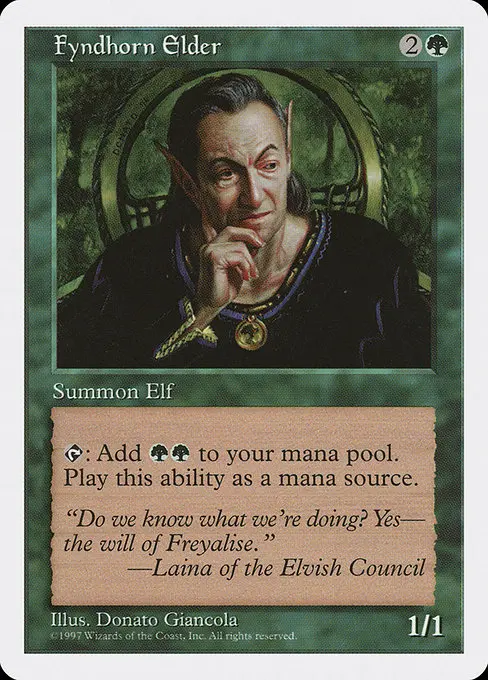 Fyndhorn Elder 2
Summon Elf
: Add to your mana pool.
Play this ability as a mana source.
“Do we know what we’re doing? Yes—
the will of Freyalise.”
—Laina of the Elvish Council
Illus. Donato Giancola
©1997 Wizards of the Coast, Inc. All rights reserved.
1/1